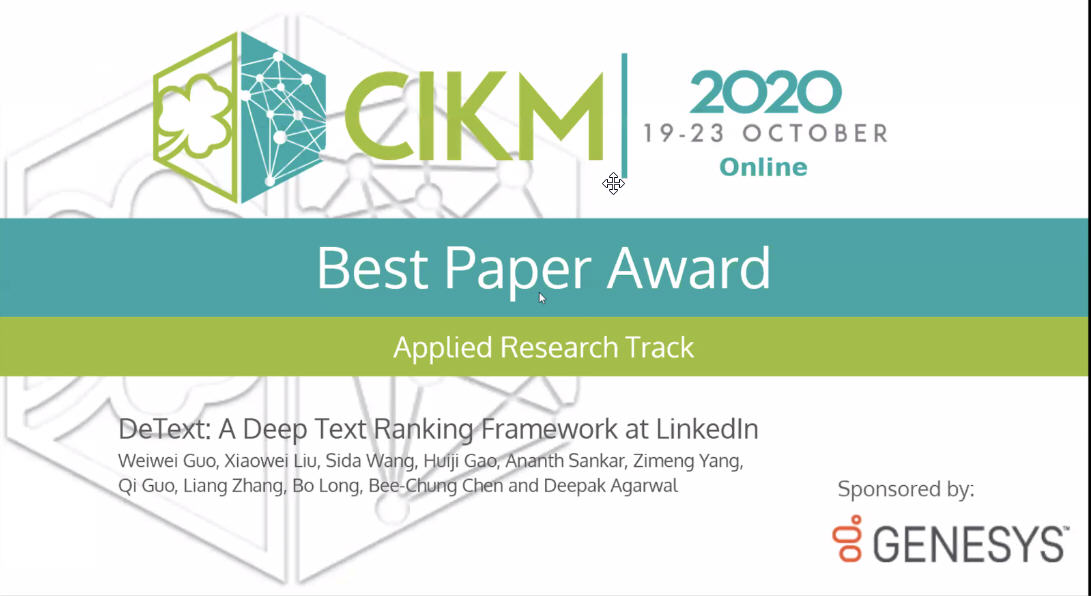 CIKM
2020
19-23 OCTOBER
Online
Best Paper Award
Applied Research Track
DeText: A Deep Text Ranking Framework at LinkedIn
Weiwei Guo, Xiaowei Liu, Sida Wang, Huiji Gao, Ananth Sankar, Zimeng Yang,
Qi Guo, Liang Zhang, Bo Long, Bee-Chung Chen and Deepak Agarwal
Sponsored by:
GENESYS™